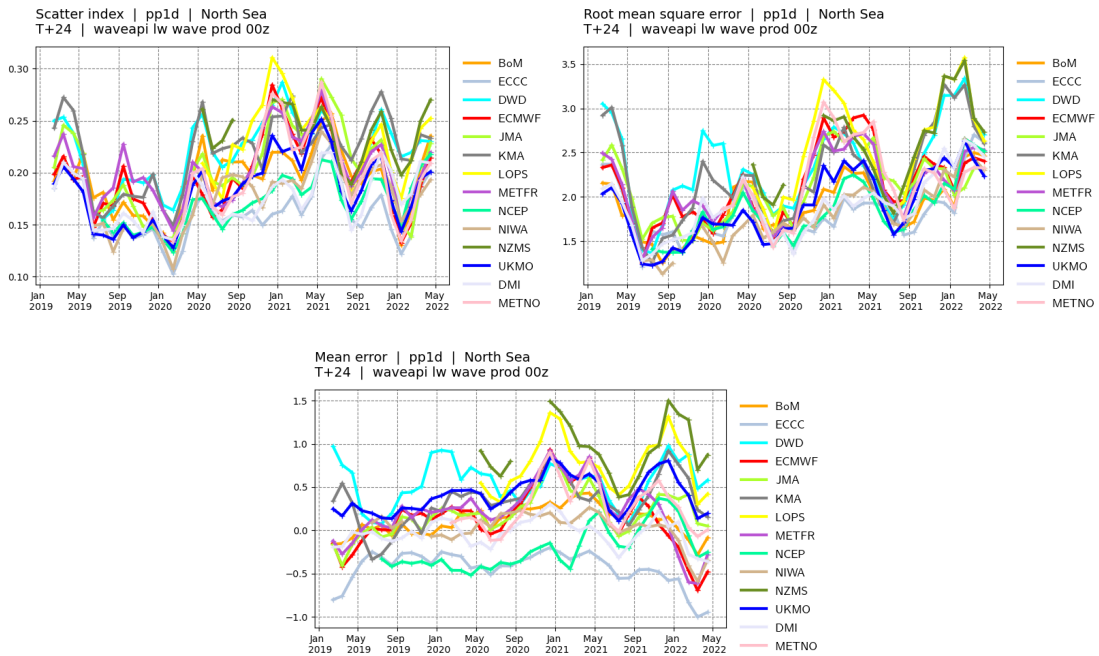 Scatter index | pp1d | North Sea
T+24 | waveapi lw wave prod 00z
0.30
0.25
0.20
0.15
0.10
Jan May Sep Jan May Sep Jan May Sep Jan May
2019 2019 2019 2020 2020 2020 2021 2021 2021 2022 2022
BoM
ECCC
DWD
ECMWF
JMA
KMA
LOPS
METFR
NCEP
NIWA
NZMS
UKMO
DMI
METNO
Root mean square error | pp1d | North Sea
T+24 | waveapi lw wave prod 00z
3.5
3.0
2.5
2.0
1.5
Jan May Sep Jan May Sep Jan May Sep Jan May
2019 2019 2019 2020 2020 2020 2021 2021 2021 2022 2022
BoM
ECCC
DWD
ECMWF
JMA
KMA
LOPS
METFR
NCEP
NIWA
NZMS
UKMO
DMI
METNO
Mean error | pp1d | North Sea
T+24 | waveapi lw wave prod 00z
1.5
1.0
0.5
0.0
−0.5
−1.0
Jan May Sep Jan May Sep Jan May Sep Jan May
2019 2019 2019 2020 2020 2020 2021 2021 2021 2022 2022
BoM
ECCC
DWD
ECMWF
JMA
KMA
LOPS
METFR
NCEP
NIWA
NZMS
UKMO
DMI
METNO